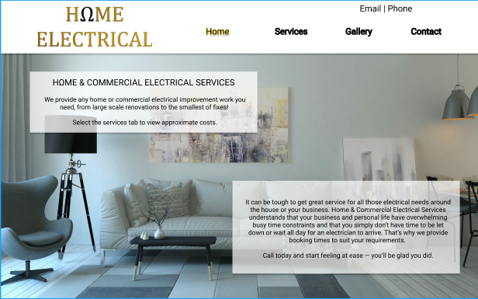 Email | Phone
HΩME
ELECTRICAL
Home
Services
Gallery
Contact
HΩME & COMMERCIAL ELECTRICAL SERVICES
We provide any home or commercial electrical improvement work you
need, from large scale renovations to the smallest of fixes!
Select the services tab to view approximate costs.
It can be tough to get great service for all those electrical needs around
the house or your business. Home & Commercial Electrical Services
understands that your business and personal life have overwhelming
busy time constraints and that you simply don't have time to be let
down or wait all day for an electrician to arrive. That's why we provide
booking times to suit your requirements.
Call today and start feeling at ease — you'll be glad you did.